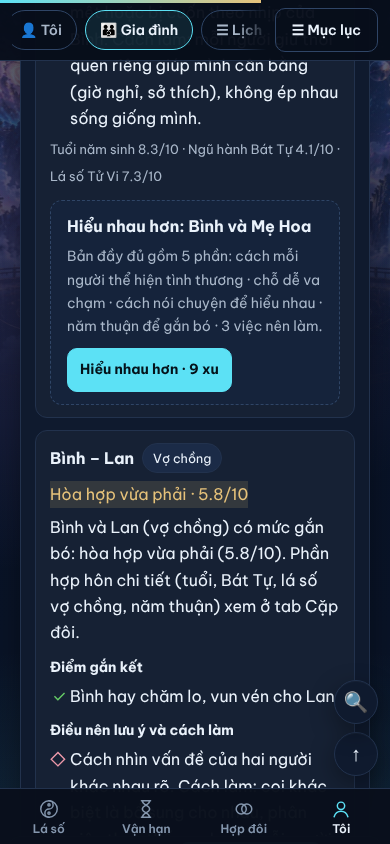 👤 Tôi
👨‍👩‍👧 Gia đình
☰ Lịch
☰ Mục lục
quen riêng giúp mình cân bằng
(giờ nghỉ, sở thích), không ép nhau
sống giống mình.
Tuổi năm sinh 8.3/10 · Ngũ hành Bát Tự 4.1/10 ·
Lá số Tử Vi 7.3/10
Hiểu nhau hơn: Bình và Mẹ Hoa
Bản đầy đủ gồm 5 phần: cách mỗi
người thể hiện tình thương · chỗ dễ va
chạm · cách nói chuyện để hiểu nhau ·
năm thuận để gắn bó · 3 việc nên làm.
Hiểu nhau hơn · 9 xu
Bình – Lan
Vợ chồng
Hòa hợp vừa phải · 5.8/10
Bình và Lan (vợ chồng) có mức gắn
bó: hòa hợp vừa phải (5.8/10). Phần
hợp hôn chi tiết (tuổi, Bát Tự, lá số
vợ chồng, năm thuận) xem ở tab Cặp
đôi.
Điểm gắn kết
✓ Bình hay chăm lo, vun vén cho Lan
Điều nên lưu ý và cách làm
◇ Cách nhìn vấn đề của hai người
khác nhau rõ. Cách làm: coi khác
Lá số
Vận hạn
Hợp đôi
Tôi